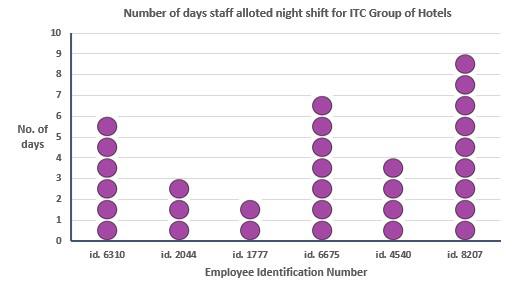 Number of days staff alloted night shift for ITC Group of Hotels
10
9
8
7
6
5
4
3
2
1
0
No. of
days
id. 6310 id. 2044 id. 1777 id. 6675 id. 4540 id. 8207
Employee Identification Number